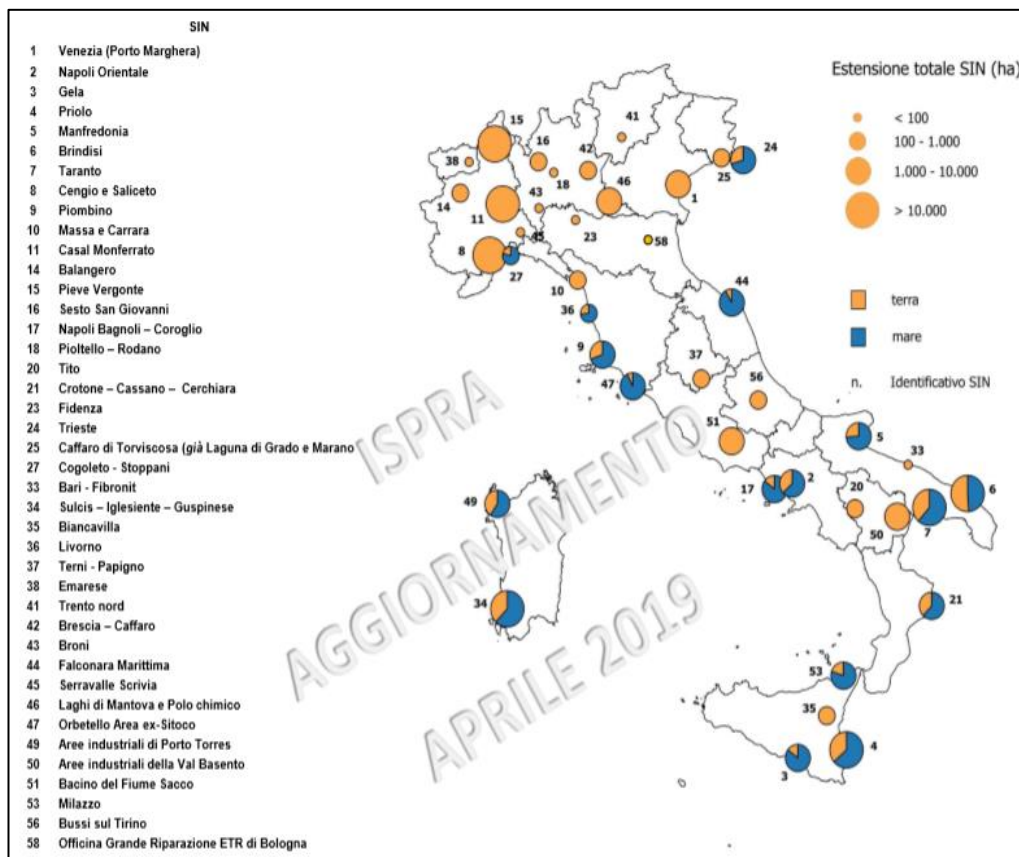 SIN
1 Venezia (Porto Marghera)
2 Napoli Orientale
3 Gela
4 Priolo
5 Manfredonia
6 Brindisi
7 Taranto
8 Cengio e Saliceto
9 Piombino
10 Massa e Carrara
11 Casal Monferrato
14 Balangero
15 Pieve Vergonte
16 Sesto San Giovanni
17 Napoli Bagnoli – Coroglio
18 Pioltello – Rodano
20 Tito
21 Crotone – Cassano – Cerchiara
23 Fidenza
24 Trieste
25 Caffaro di Torviscosa (già Laguna di Grado e Marano
27 Cogoleto - Stoppani
33 Bari - Fibronit
34 Sulcis – Iglesiente – Guspinese
35 Biancavilla
36 Livorno
37 Terni - Papigno
38 Emarese
41 Trento nord
42 Brescia – Caffaro
43 Broni
44 Falconara Marittima
45 Serravalle Scrivia
46 Laghi di Mantova e Polo chimico
47 Orbetello Area ex-Sitoco
49 Aree industriali di Porto Torres
50 Aree industriali della Val Basento
51 Bacino del Fiume Sacco
53 Milazzo
56 Bussi sul Tirino
58 Officina Grande Riparazione ETR di Bologna
Estensione totale SIN (ha)
< 100
100 - 1.000
1.000 - 10.000
> 10.000
terra
mare
n. Identificativo SIN
15
41
16
42
24
38
18
25
14
43
46
1
11
45
23
58
8
27
10
44
36
9
37
47
56
51
5
33
17
2
20
6
49
50
7
34
21
53
35
3
4
ISPRA
AGGIORNAMENTO
APRILE 2019